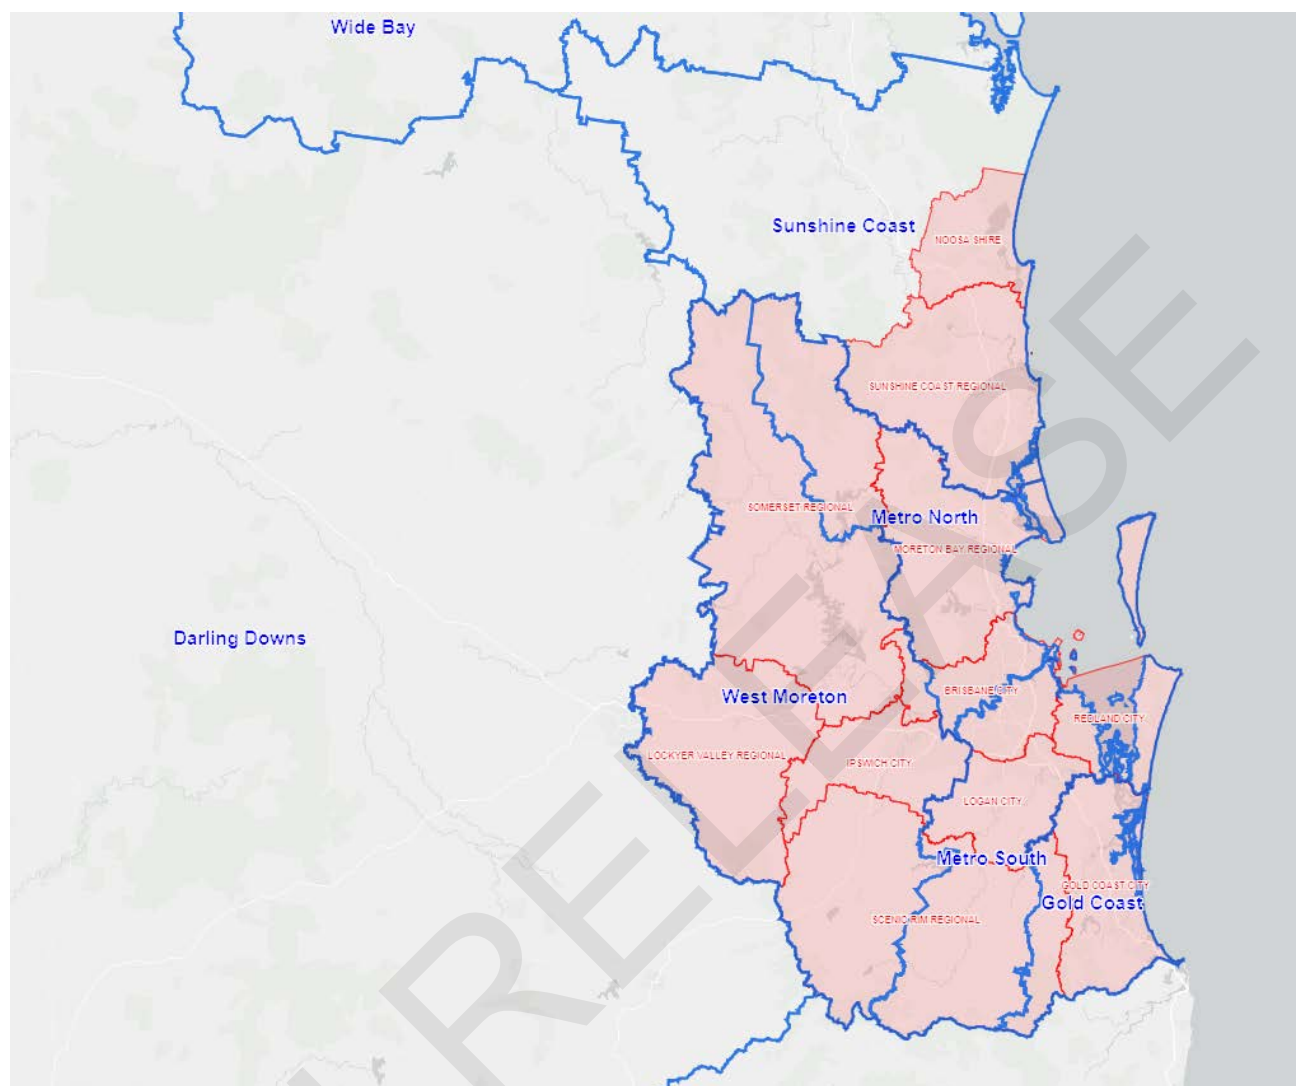 Wide Bay
Sunshine Coast
NOOSA SHIRE
SUNSHINE COAST REGIONAL
SOMERSET REGIONAL
Metro North
MORETON BAY REGIONAL
Darling Downs
West Moreton
BRISBANE CITY
REDLAND CITY
LOCKYER VALLEY REGIONAL
IPSWICH CITY
LOGAN CITY
Metro South
GOLD COAST CITY
Gold Coast
SCENIC RIM REGIONAL
RELEASE